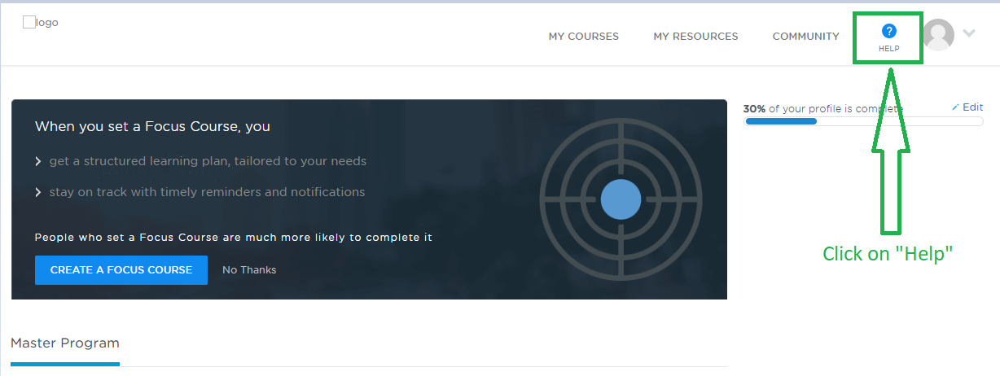 logo
MY COURSES
MY RESOURCES
COMMUNITY
?
HELP
When you set a Focus Course, you
get a structured learning plan, tailored to your needs
stay on track with timely reminders and notifications
People who set a Focus Course are much more likely to complete it
CREATE A FOCUS COURSE
No Thanks
30% of your profile is complete
Edit
Click on "Help"
Master Program